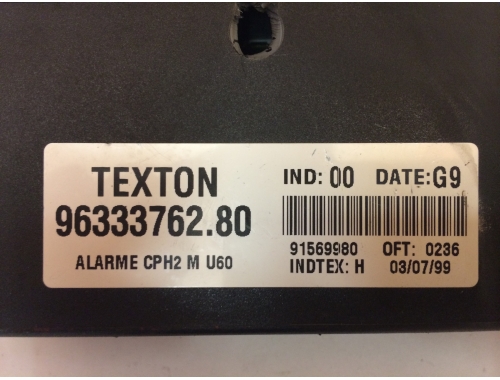 TEXTON
96333762.80
ALARME CPH2 M U60
IND: 00 DATE:G9
91569980 OFT: 0236
INDTEX: H 03/07/99